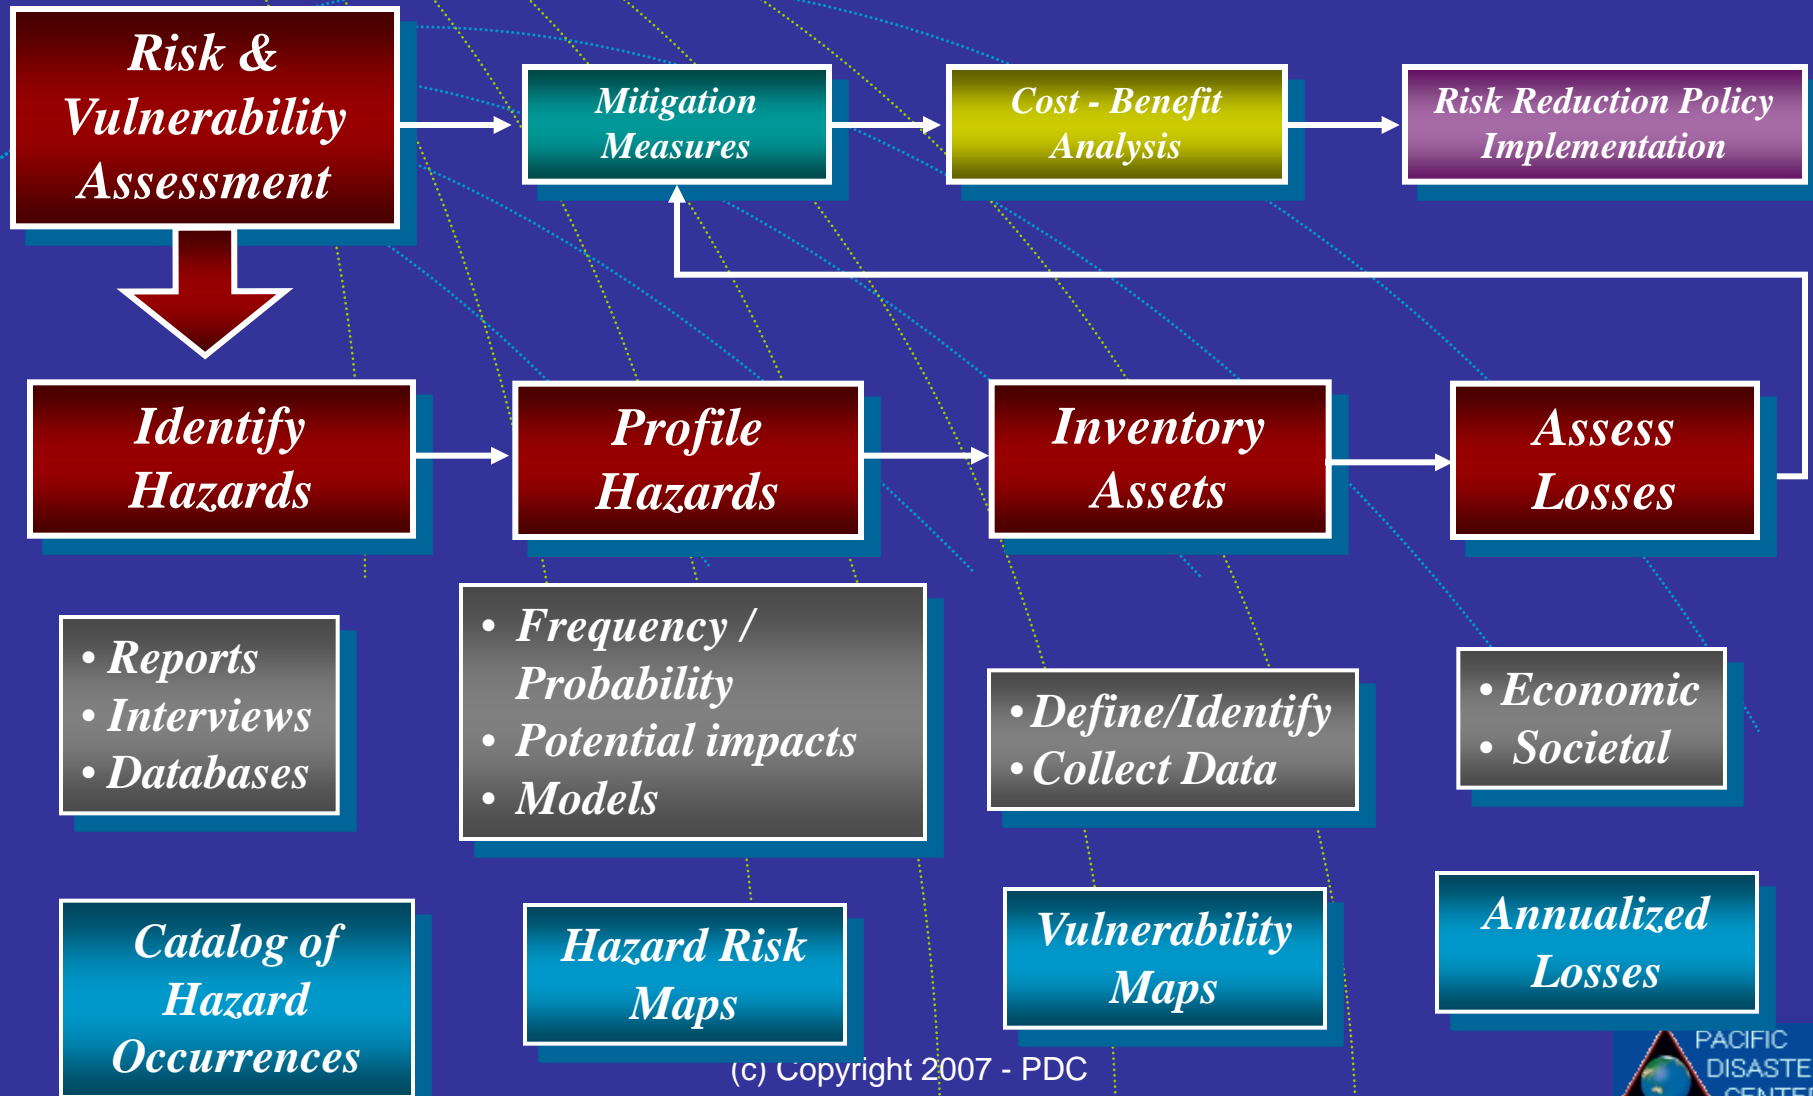 Risk &
Vulnerability
Assessment
Mitigation
Measures
Cost - Benefit
Analysis
Risk Reduction Policy
Implementation
Identify
Hazards
Profile
Hazards
Inventory
Assets
Assess
Losses
• Reports
• Interviews
• Databases
• Frequency /
Probability
• Potential impacts
• Models
• Define/Identify
• Collect Data
• Economic
• Societal
Catalog of
Hazard
Occurrences
Hazard Risk
Maps
Vulnerability
Maps
Annualized
Losses
(c) Copyright 2007 - PDC
PACIFIC
DISASTE
CENTER